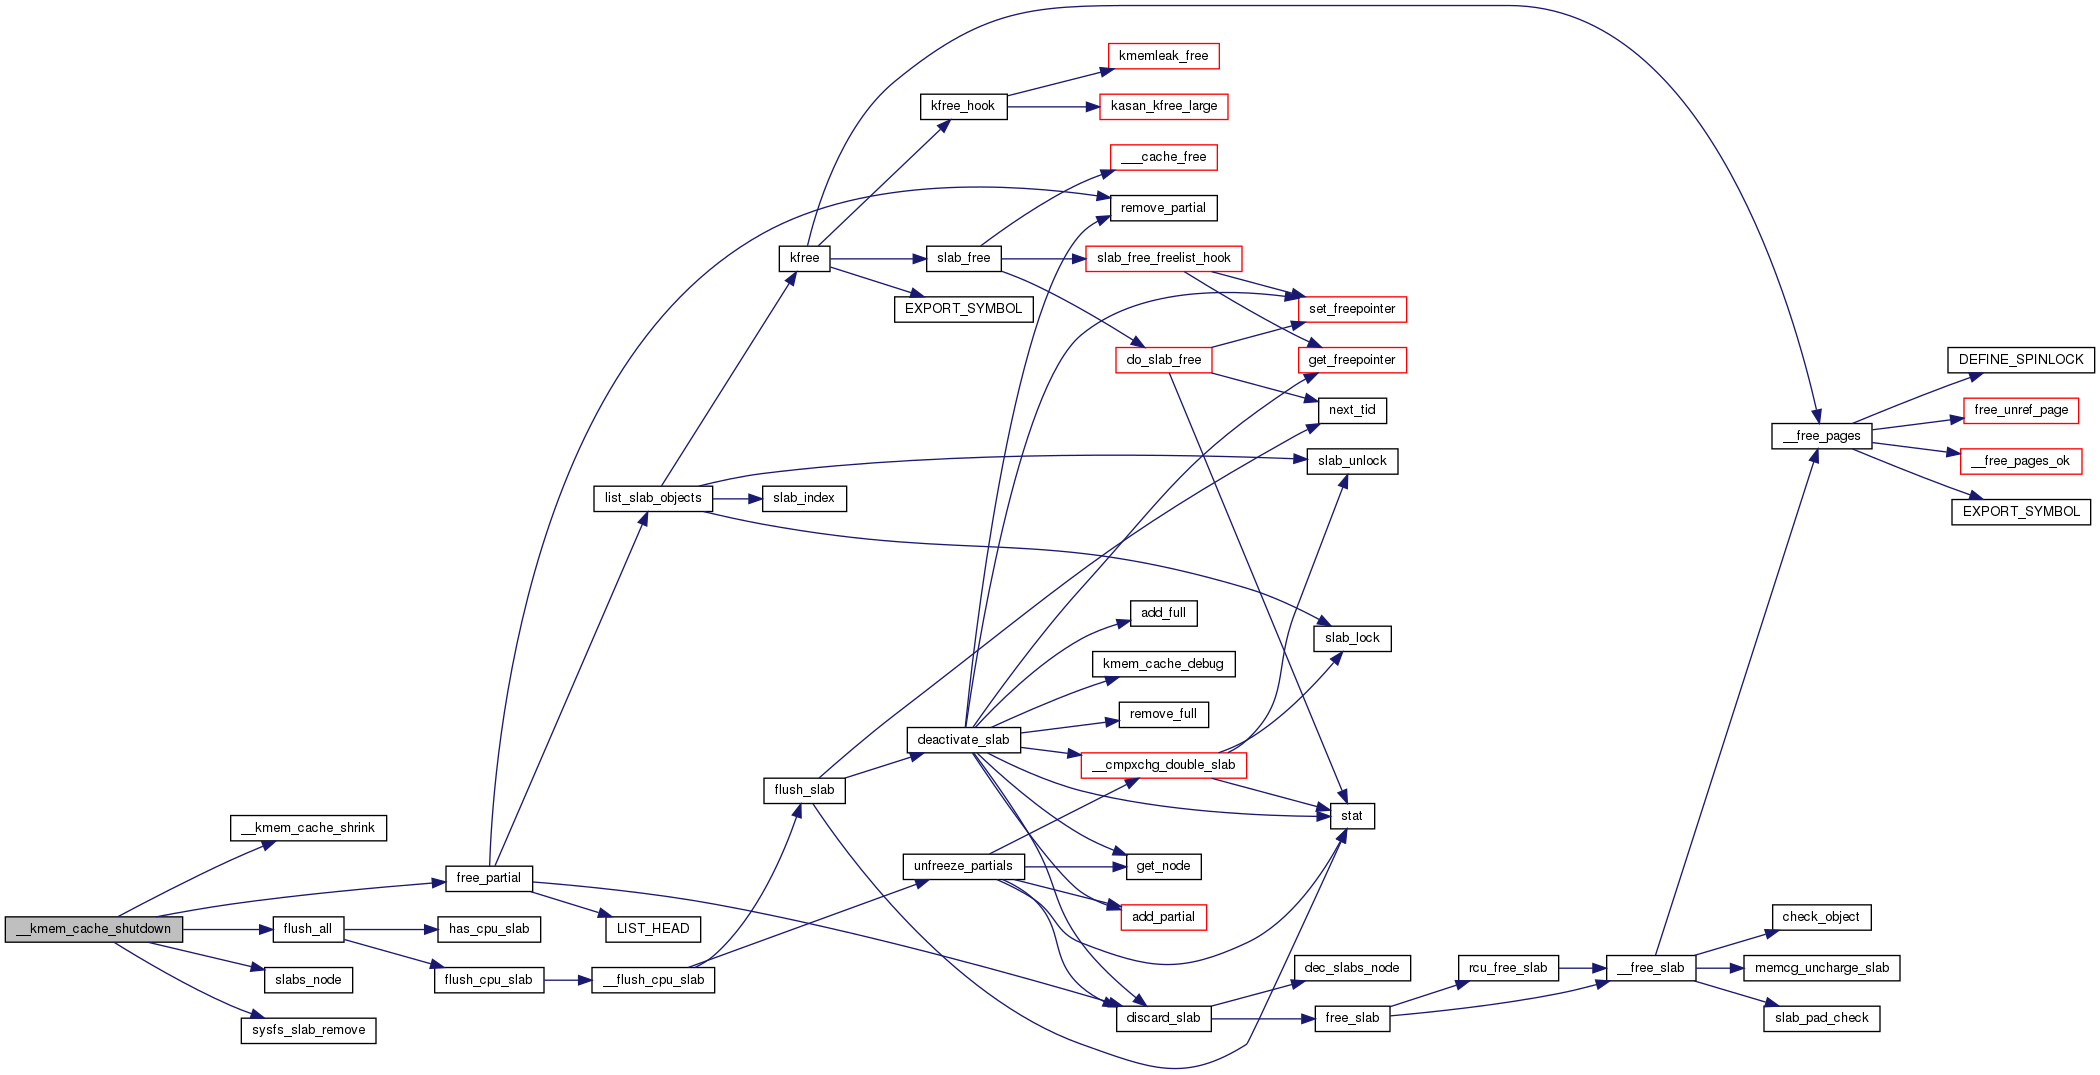 kmemleak_free
kfree_hook
kasan_kfree_large
___cache_free
remove_partial
kfree
slab_free
slab_free_freelist_hook
EXPORT_SYMBOL
set_freepointer
do_slab_free
get_freepointer
DEFINE_SPINLOCK
next_tid
free_unref_page
__free_pages
slab_unlock
__free_pages_ok
list_slab_objects
slab_index
EXPORT_SYMBOL
add_full
slab_lock
kmem_cache_debug
remove_full
deactivate_slab
__cmpxchg_double_slab
flush_slab
stat
__kmem_cache_shrink
unfreeze_partials
get_node
free_partial
add_partial
check_object
__kmem_cache_shutdown
flush_all
has_cpu_slab
LIST_HEAD
dec_slabs_node
rcu_free_slab
__free_slab
memcg_uncharge_slab
slabs_node
flush_cpu_slab
__flush_cpu_slab
discard_slab
free_slab
slab_pad_check
sysfs_slab_remove